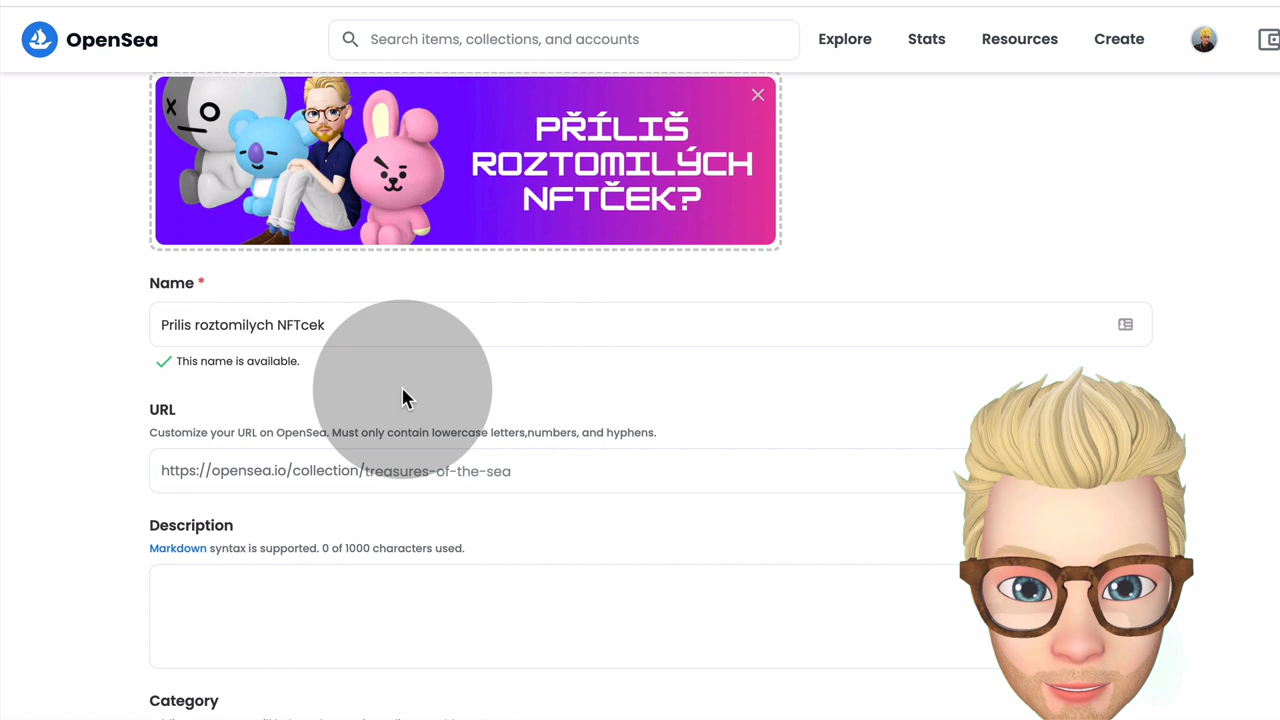 OpenSea
Search items, collections, and accounts
Explore
Stats
Resources
Create
PŘÍLIŠ
ROZTOMILÝCH
NFTČEK?
Name *
Prilis roztomilych NFTcek
This name is available.
URL
Customize your URL on OpenSea. Must only contain lowercase letters,numbers, and hyphens.
https://opensea.io/collection/treasures-of-the-sea
Description
Markdown syntax is supported. 0 of 1000 characters used.
Category